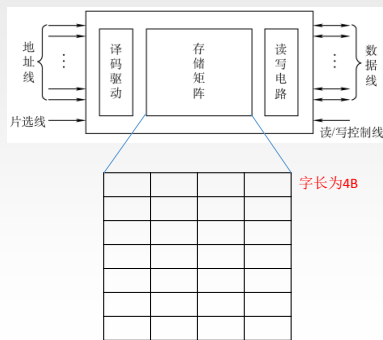 地址线
译码驱动
存储矩阵
读写电路
数据线
片选线
读/写控制线
字长为4B